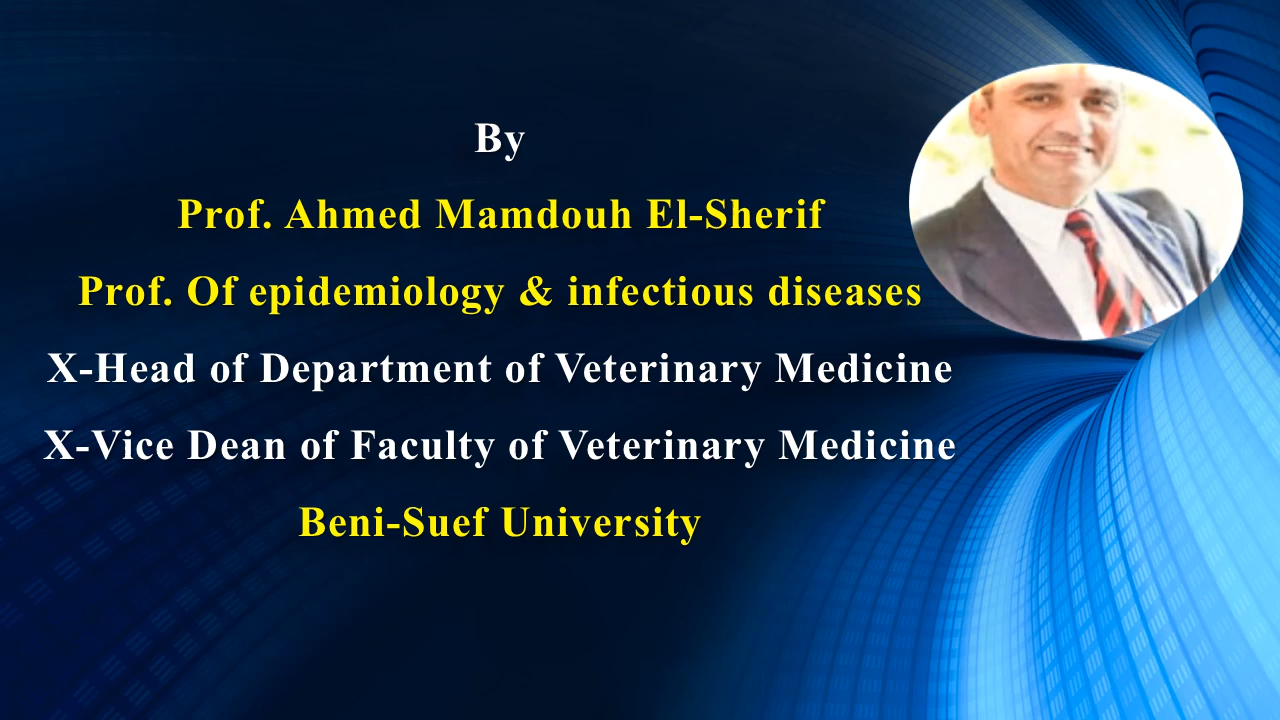 By
Prof. Ahmed Mamdouh El-Sherif
Prof. Of epidemiology & infectious diseases
X-Head of Department of Veterinary Medicine
X-Vice Dean of Faculty of Veterinary Medicine
Beni-Suef University